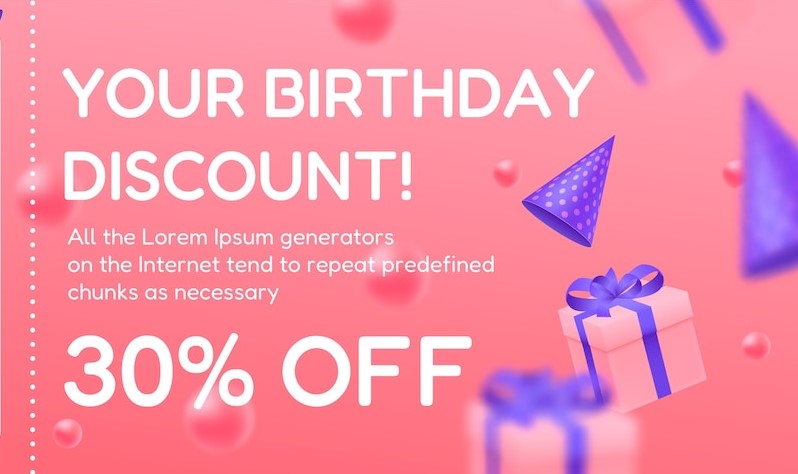 YOUR BIRTHDAY
DISCOUNT!
All the Lorem Ipsum generators
on the Internet tend to repeat predefined
chunks as necessary
30% OFF